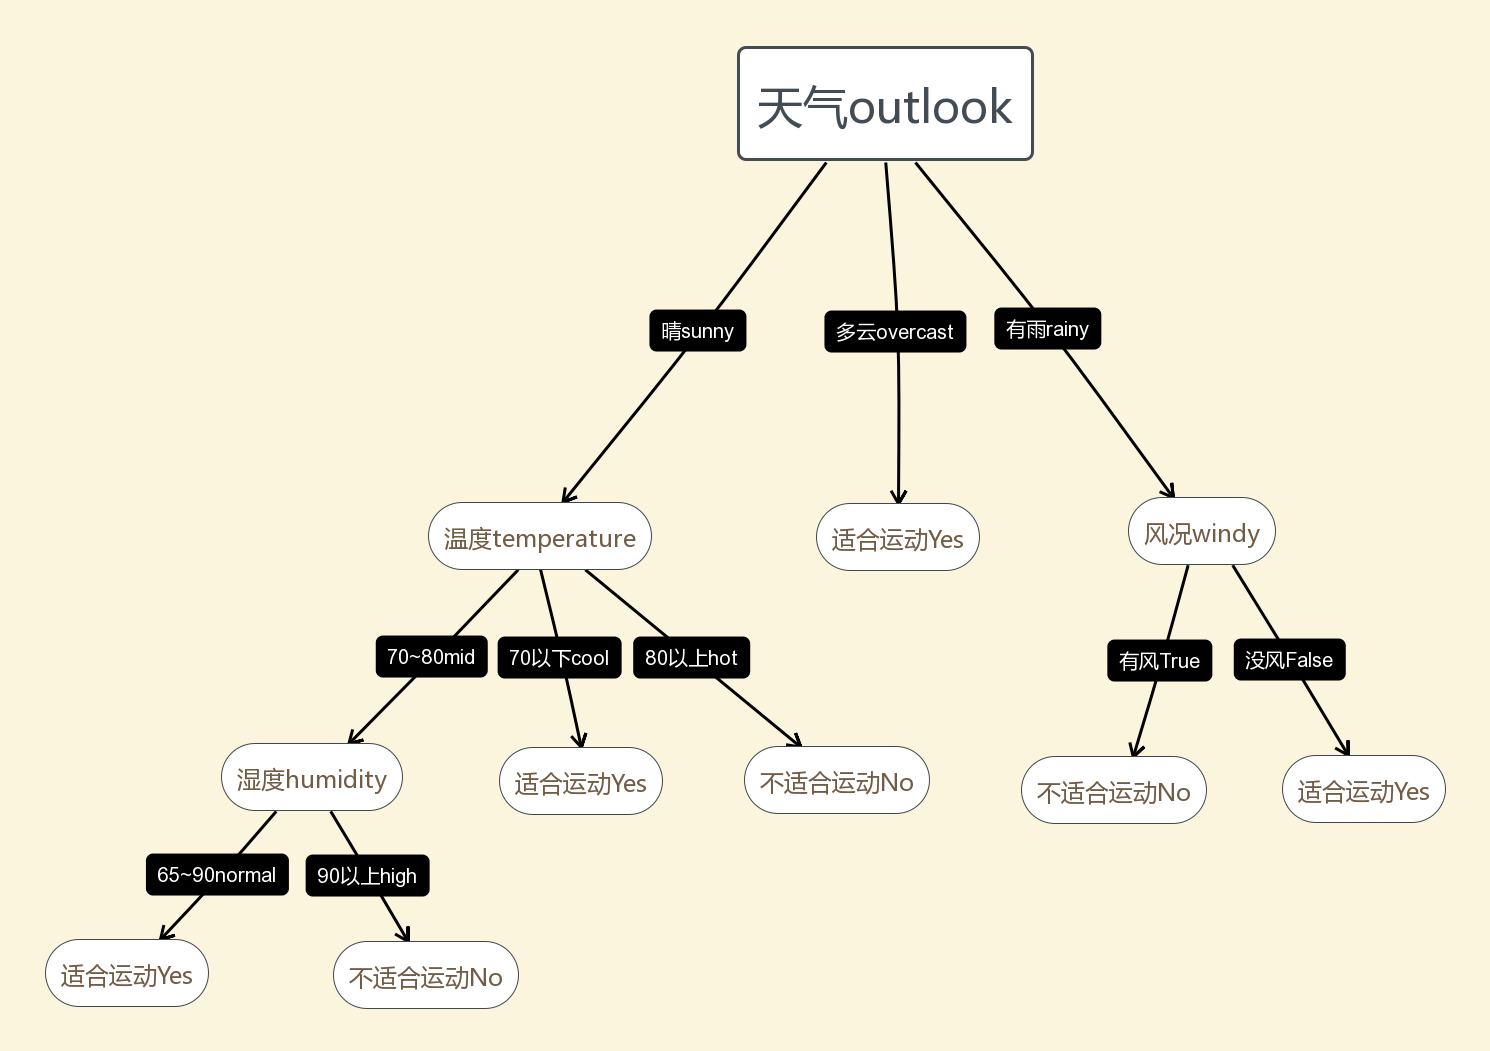 天气outlook
晴sunny
多云overcast
有雨rainy
温度temperature
适合运动Yes
风况windy
70~80mid
70以下cool
80以上hot
有风True
没风False
湿度humidity
适合运动Yes
不适合运动No
不适合运动No
适合运动Yes
65~90normal
90以上high
适合运动Yes
不适合运动No